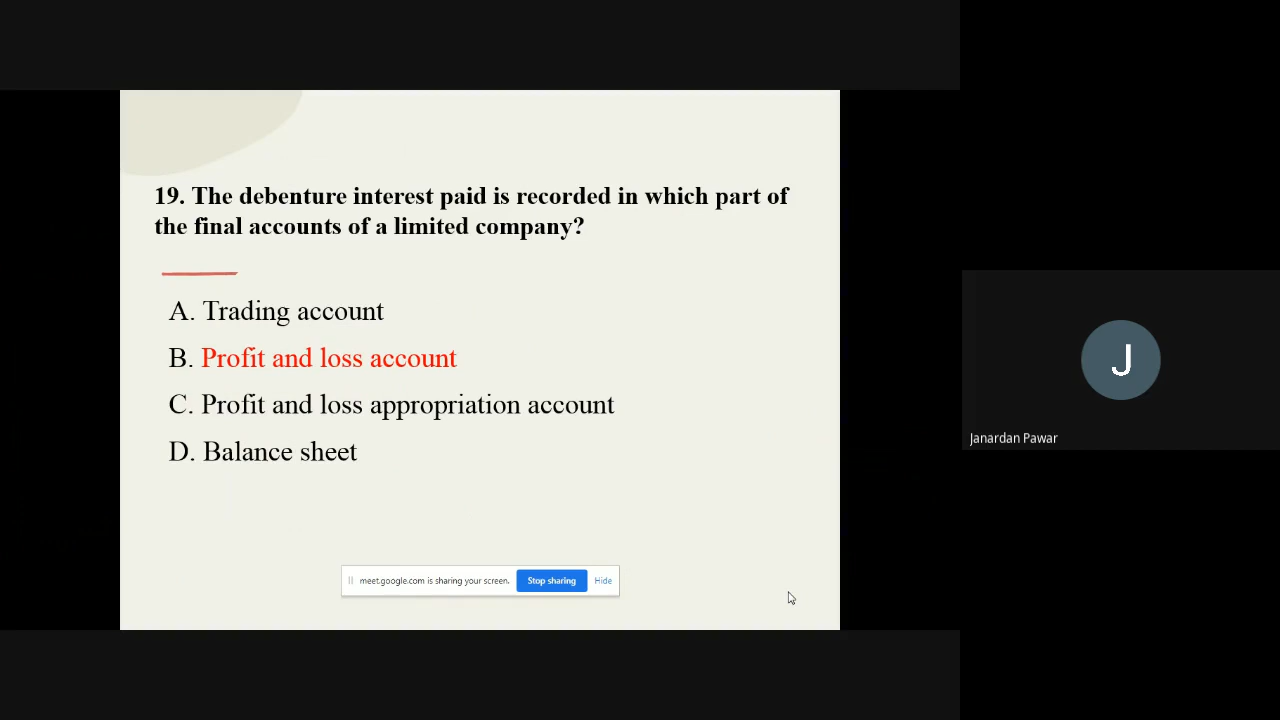 19. The debenture interest paid is recorded in which part of
the final accounts of a limited company?
A. Trading account
B. Profit and loss account
C. Profit and loss appropriation account
D. Balance sheet
meet.google.com is sharing your screen. Stop sharing Hide
J
Janardan Pawar